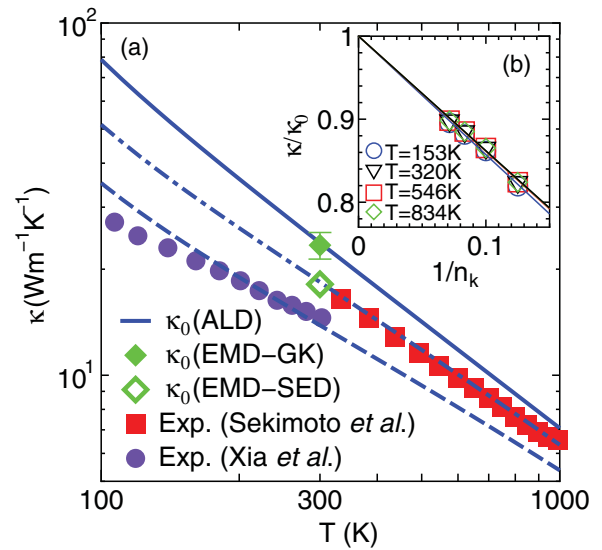 10²
(a)
(b)
1
0.9
0.8
κ/κ₀
T=153K
T=320K
T=546K
T=834K
0
0.1
1/nₖ
κ(Wm⁻¹K⁻¹)
κ₀(ALD)
κ₀(EMD−GK)
κ₀(EMD−SED)
Exp. (Sekimoto et al.)
Exp. (Xia et al.)
10¹
100
300
1000
T (K)